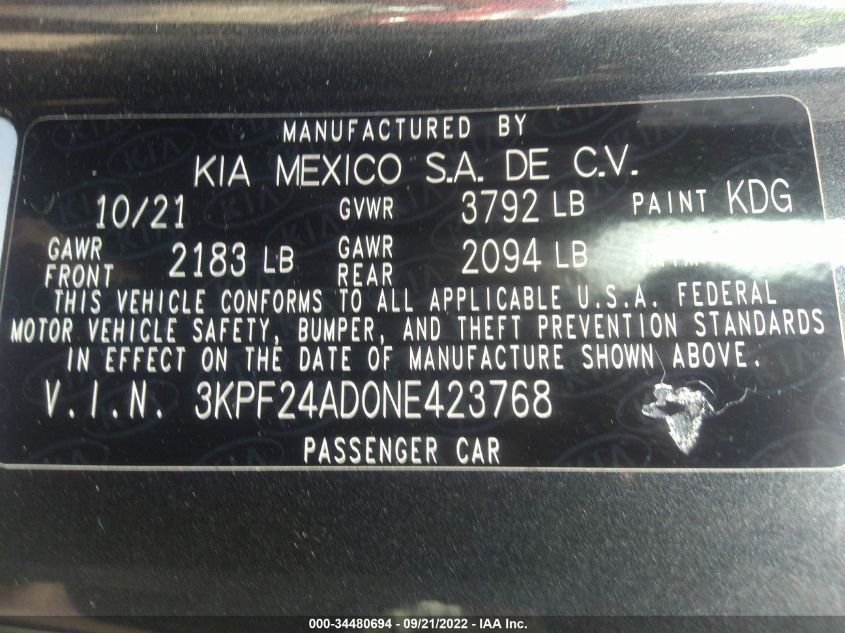 MANUFACTURED BY
KIA MEXICO S.A. DE C.V.
10/21 GVWR 3792 LB PAINT KDG
GAWR FRONT 2183 LB GAWR REAR 2094 LB
THIS VEHICLE CONFORMS TO ALL APPLICABLE U.S.A. FEDERAL
MOTOR VEHICLE SAFETY, BUMPER, AND THEFT PREVENTION STANDARDS
IN EFFECT ON THE DATE OF MANUFACTURE SHOWN ABOVE.
V.I.N. 3KPF24AD0NE423768
PASSENGER CAR
000-34480694 - 09/21/2022 - IAA Inc.